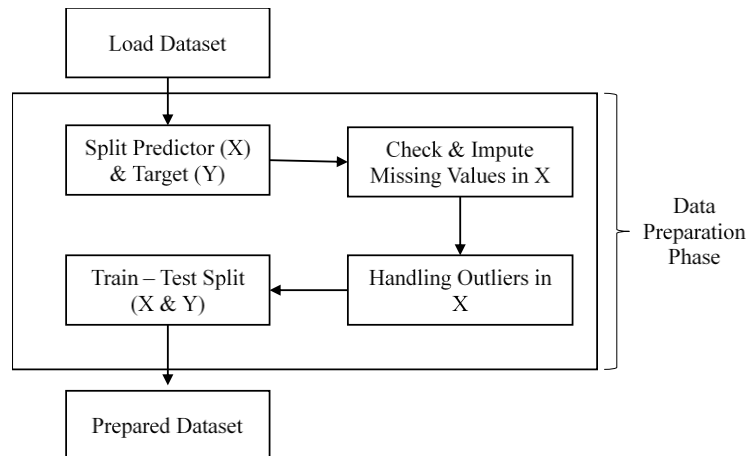 Load Dataset
Split Predictor (X)
& Target (Y)
Check & Impute
Missing Values in X
Handling Outliers in
X
Train – Test Split
(X & Y)
Prepared Dataset
Data
Preparation
Phase